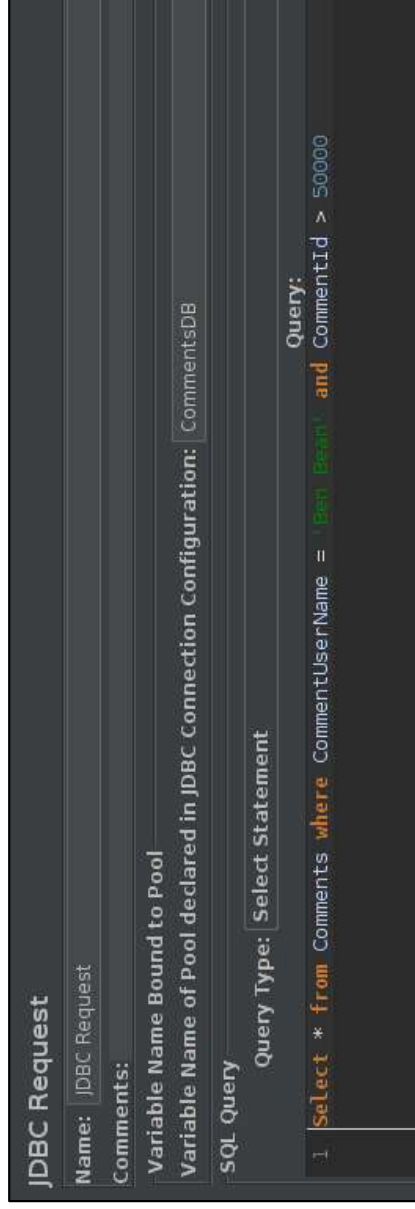 JDBC Request
Name: JDBC Request
Comments:
Variable Name Bound to Pool
Variable Name of Pool declared in JDBC Connection Configuration: CommentsDB
SQL Query
Query Type: Select Statement
Query:
1 Select * from Comments where CommentUserName = 'Ben Bean' and CommentId > 50000